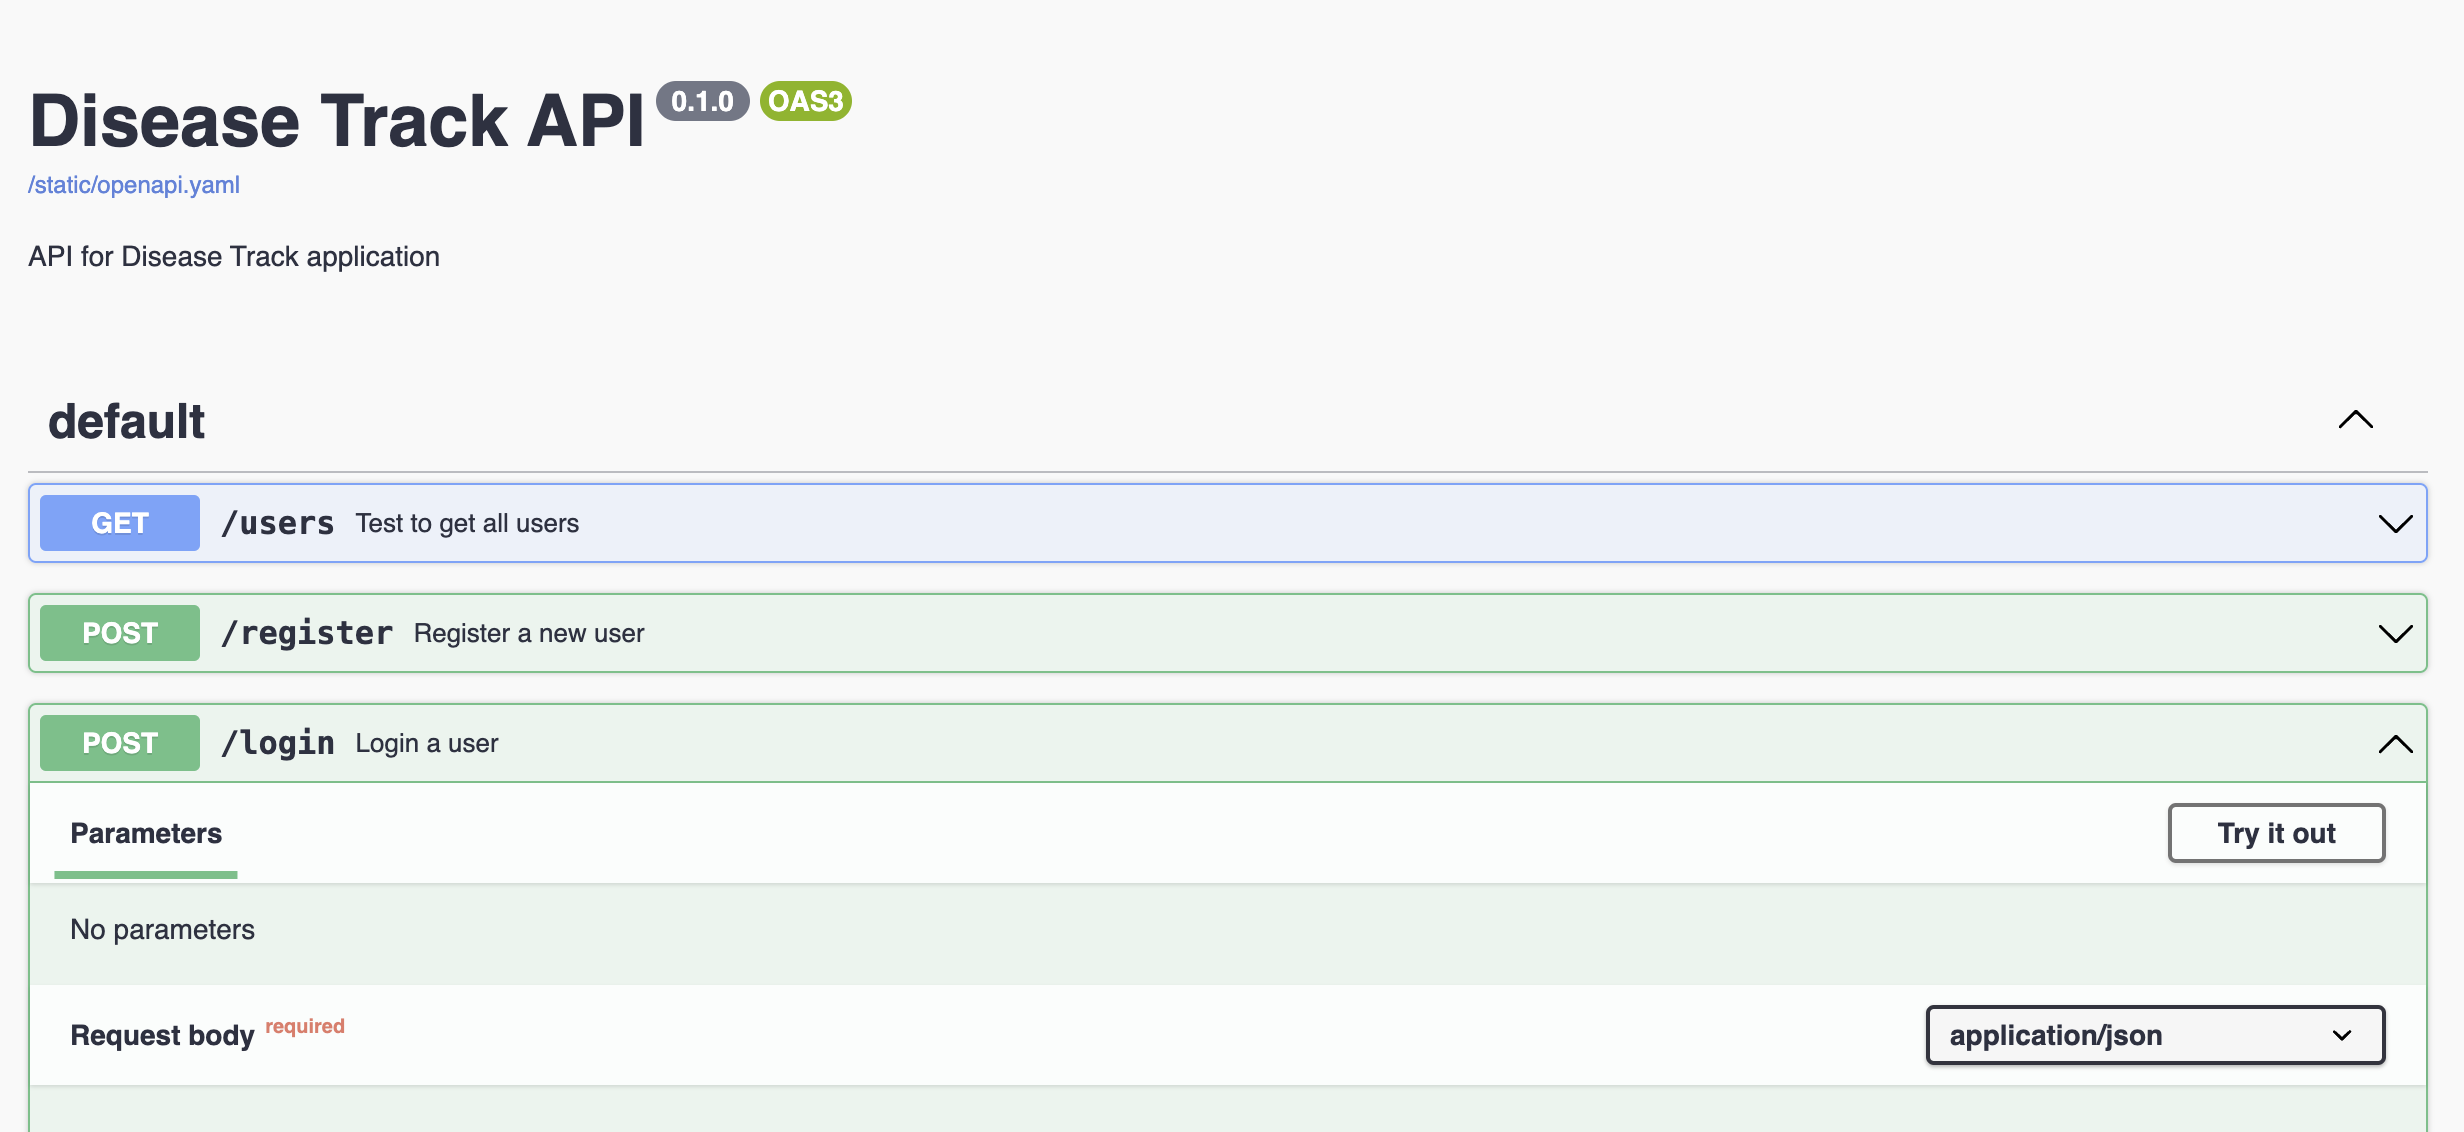 Disease Track API 0.1.0 OAS3
/static/openapi.yaml
API for Disease Track application
default
GET /users Test to get all users
POST /register Register a new user
POST /login Login a user
Parameters Try it out
No parameters
Request body required application/json